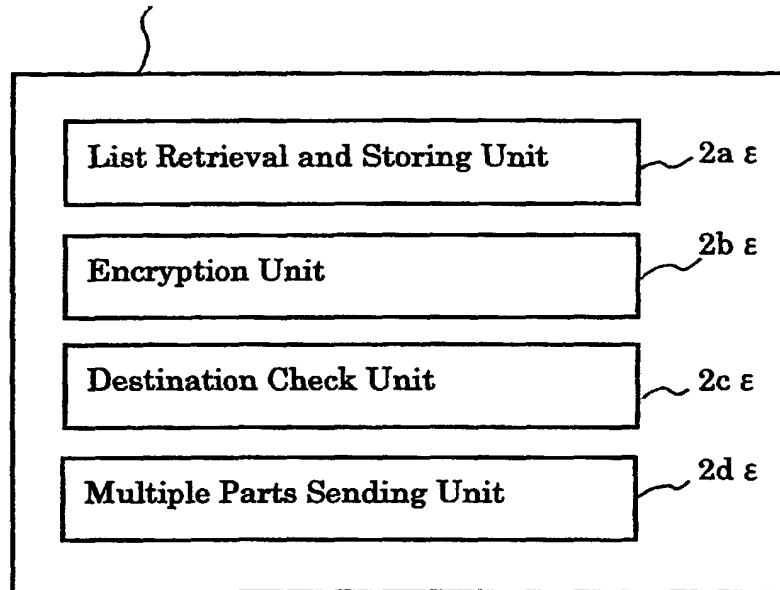 List Retrieval and Storing Unit 2a ε
Encryption Unit 2b ε
Destination Check Unit 2c ε
Multiple Parts Sending Unit 2d ε